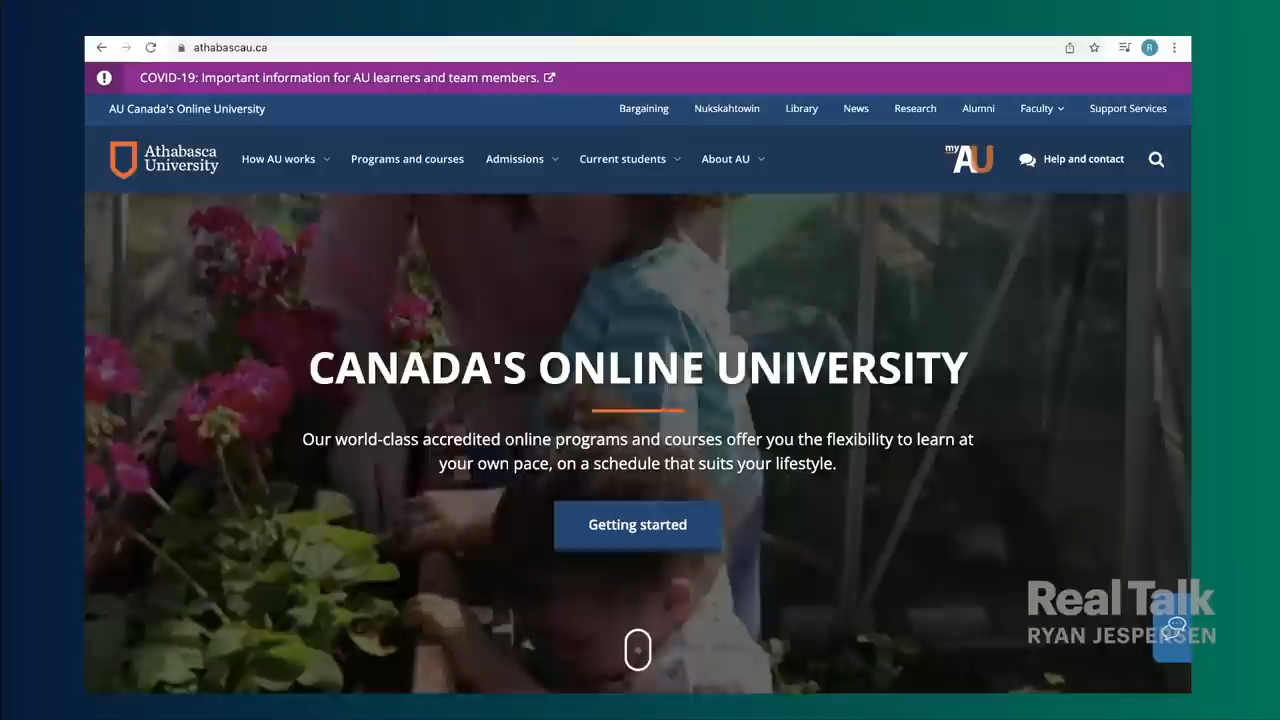 athabascau.ca
R
COVID-19: Important information for AU learners and team members.
AU Canada's Online University
Bargaining
Nukskahtowin
Library
News
Research
Alumni
Faculty
Support Services
Athabasca
University
How AU works
Programs and courses
Admissions
Current students
About AU
my
AU
Help and contact
CANADA'S ONLINE UNIVERSITY
Our world-class accredited online programs and courses offer you the flexibility to learn at
your own pace, on a schedule that suits your lifestyle.
Getting started
Real Talk
RYAN JESPERSEN